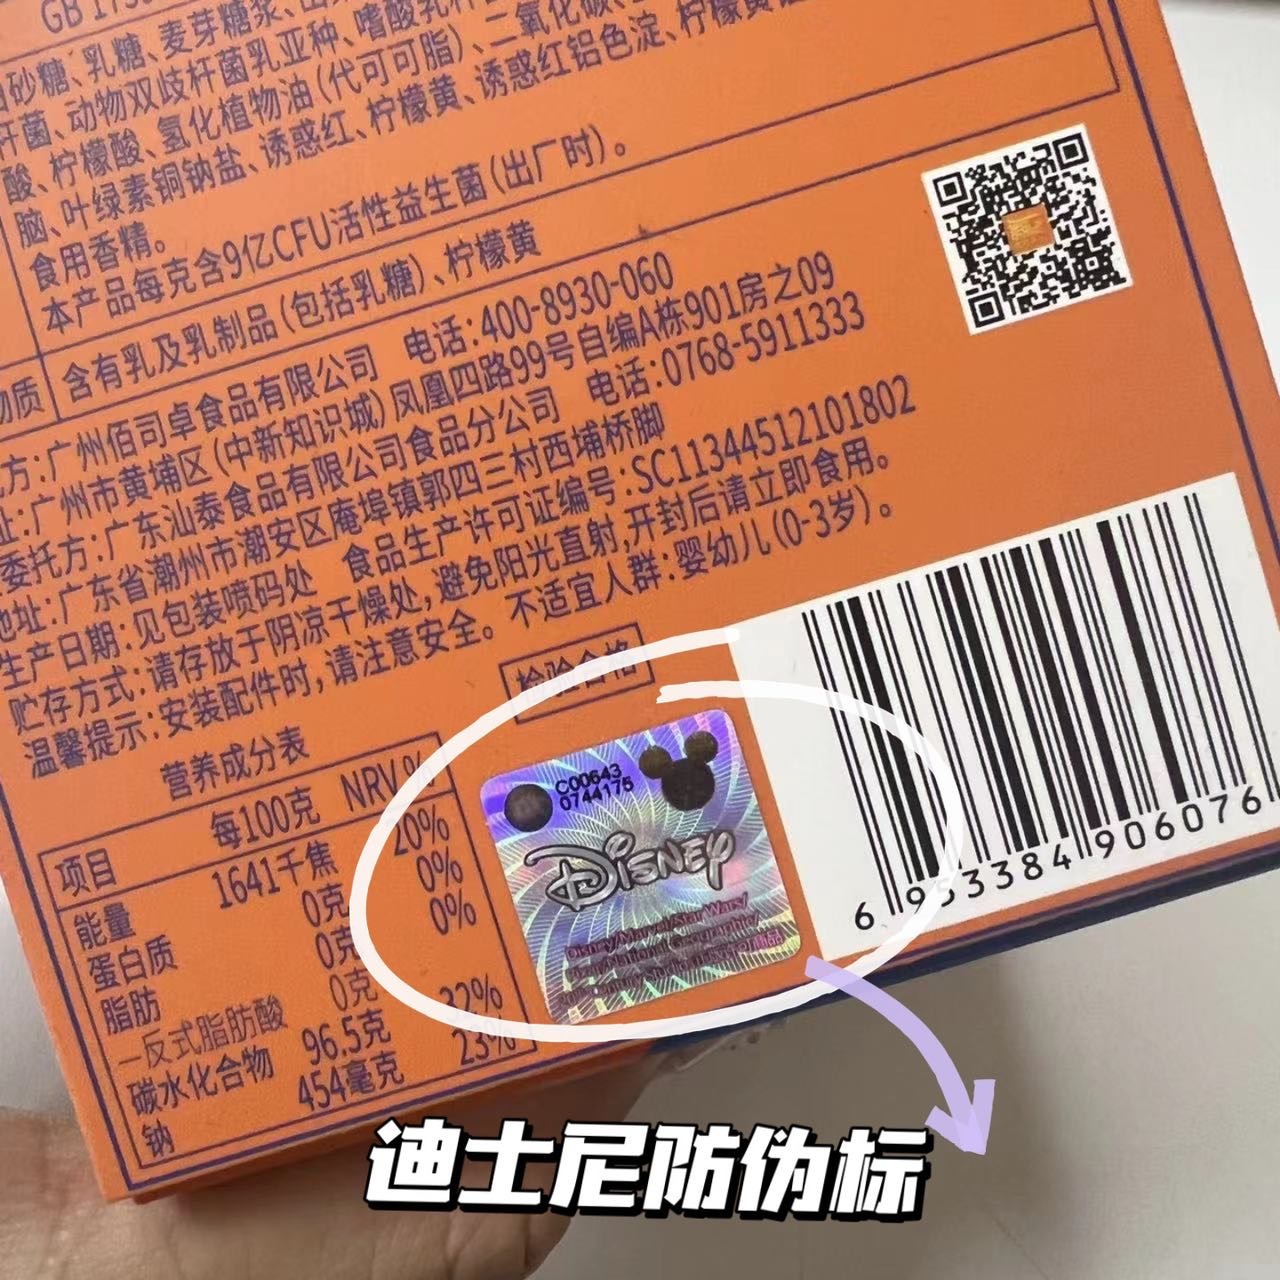 白砂糖、乳糖、麦芽糖浆、
杆菌、动物双歧杆菌乳亚种、嗜酸乳杆
酸、柠檬酸、氢化植物油(代可可脂)、二氧化碳、
脑、叶绿素铜钠盐、诱惑红、柠檬黄、诱惑红铝色淀、柠檬黄
食用香精。
本产品每克含9亿CFU活性益生菌(出厂时)。
物质
含有乳及乳制品(包括乳糖)、柠檬黄
方:广州佰司卓食品有限公司 电话:400-8930-060
址:广州市黄埔区(中新知识城)凤凰四路99号自编A栋901房之09
委托方:广东汕泰食品有限公司食品分公司 电话:0768-5911333
地址:广东省潮州市潮安区庵埠镇郭四三村西埔桥脚
生产日期:见包装喷码处 食品生产许可证编号:SC11344512101802
贮存方式:请存放于阴凉干燥处,避免阳光直射,开封后请立即食用。
温馨提示:安装配件时,请注意安全。 不适宜人群:婴幼儿(0-3岁)。
检验合格
营养成分表
项目 每100克 NRV%
能量 1641千焦 20%
蛋白质 0克 0%
脂肪 0克 0%
—反式脂肪酸 0克
碳水化合物 96.5克 32%
钠 454毫克 23%
C00643
0744175
Disney
Disney/Marvel/Star Wars/
6 953384 906076
迪士尼防伪标